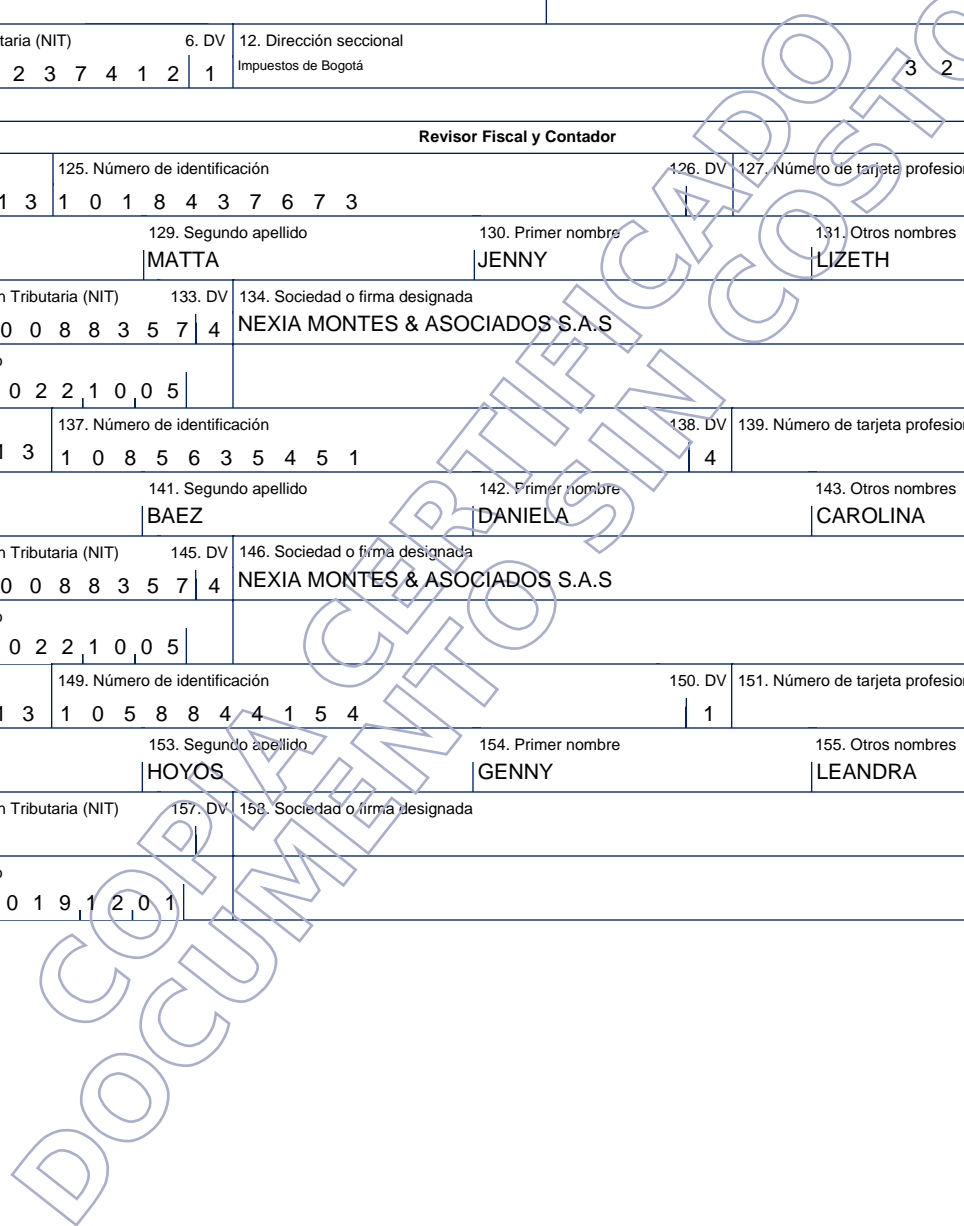 taria (NIT) 6. DV 12. Dirección seccional
2 3 7 4 1 2 1 Impuestos de Bogotá 3 2
Revisor Fiscal y Contador
125. Número de identificación 126. DV 127. Número de tarjeta profesion
1 3 1 0 1 8 4 3 7 6 7 3
129. Segundo apellido 130. Primer nombre 131. Otros nombres
MATTA JENNY LIZETH
n Tributaria (NIT) 133. DV 134. Sociedad o firma designada
0 0 8 8 3 5 7 4 NEXIA MONTES & ASOCIADOS S.A.S
o
0 2 2 1 0 0 5
137. Número de identificación 138. DV 139. Número de tarjeta profesion
1 3 1 0 8 5 6 3 5 4 5 1 4
141. Segundo apellido 142. Primer nombre 143. Otros nombres
BAEZ DANIELA CAROLINA
n Tributaria (NIT) 145. DV 146. Sociedad o firma designada
0 0 8 8 3 5 7 4 NEXIA MONTES & ASOCIADOS S.A.S
o
0 2 2 1 0 0 5
149. Número de identificación 150. DV 151. Número de tarjeta profesion
1 3 1 0 5 8 8 4 4 1 5 4 1
153. Segundo apellido 154. Primer nombre 155. Otros nombres
HOYOS GENNY LEANDRA
n Tributaria (NIT) 157. DV 158. Sociedad o firma designada
o
0 1 9 1 2 0 1
COPIA CERTIFICADO
DOCUMENTO SIN COSTO